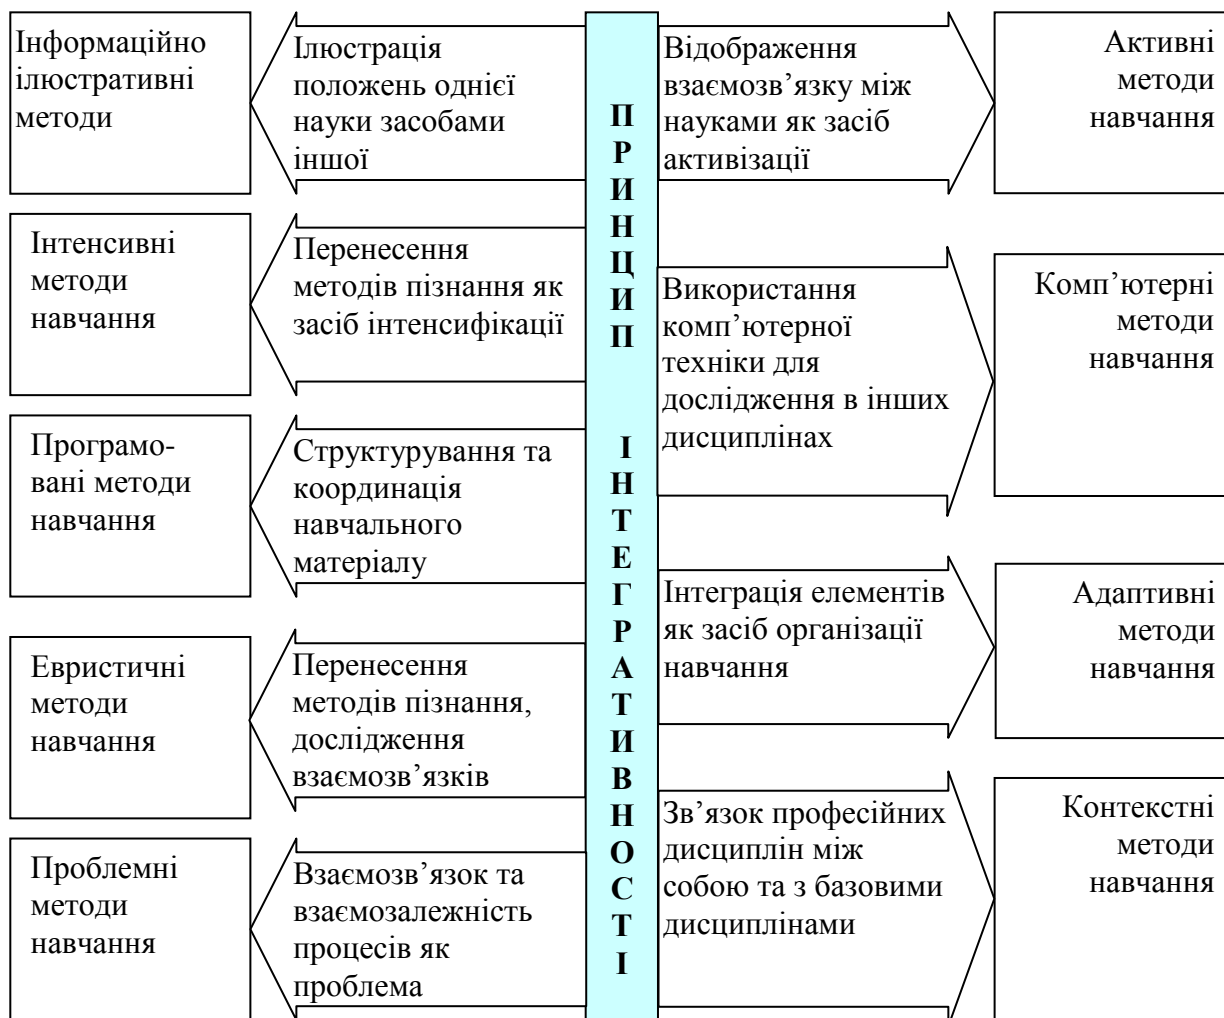 Інформаційно
ілюстративні
методи
Ілюстрація
положень однієї
науки засобами
іншої
Інтенсивні
методи
навчання
Перенесення
методів пізнання як
засіб інтенсифікації
Програмо-
вані методи
навчання
Структурування та
координація
навчального
матеріалу
Евристичні
методи
навчання
Перенесення
методів пізнання,
дослідження
взаємозв’язків
Проблемні
методи
навчання
Взаємозв’язок та
взаємозалежність
процесів як
проблема
ПРИНЦИП ІНТЕГРАТИВНОСТІ
Відображення
взаємозв’язку між
науками як засіб
активізації
Активні
методи
навчання
Використання
комп’ютерної
техніки для
дослідження в інших
дисциплінах
Комп’ютерні
методи
навчання
Інтеграція елементів
як засіб організації
навчання
Адаптивні
методи
навчання
Зв’язок професійних
дисциплін між
собою та з базовими
дисциплінами
Контекстні
методи
навчання